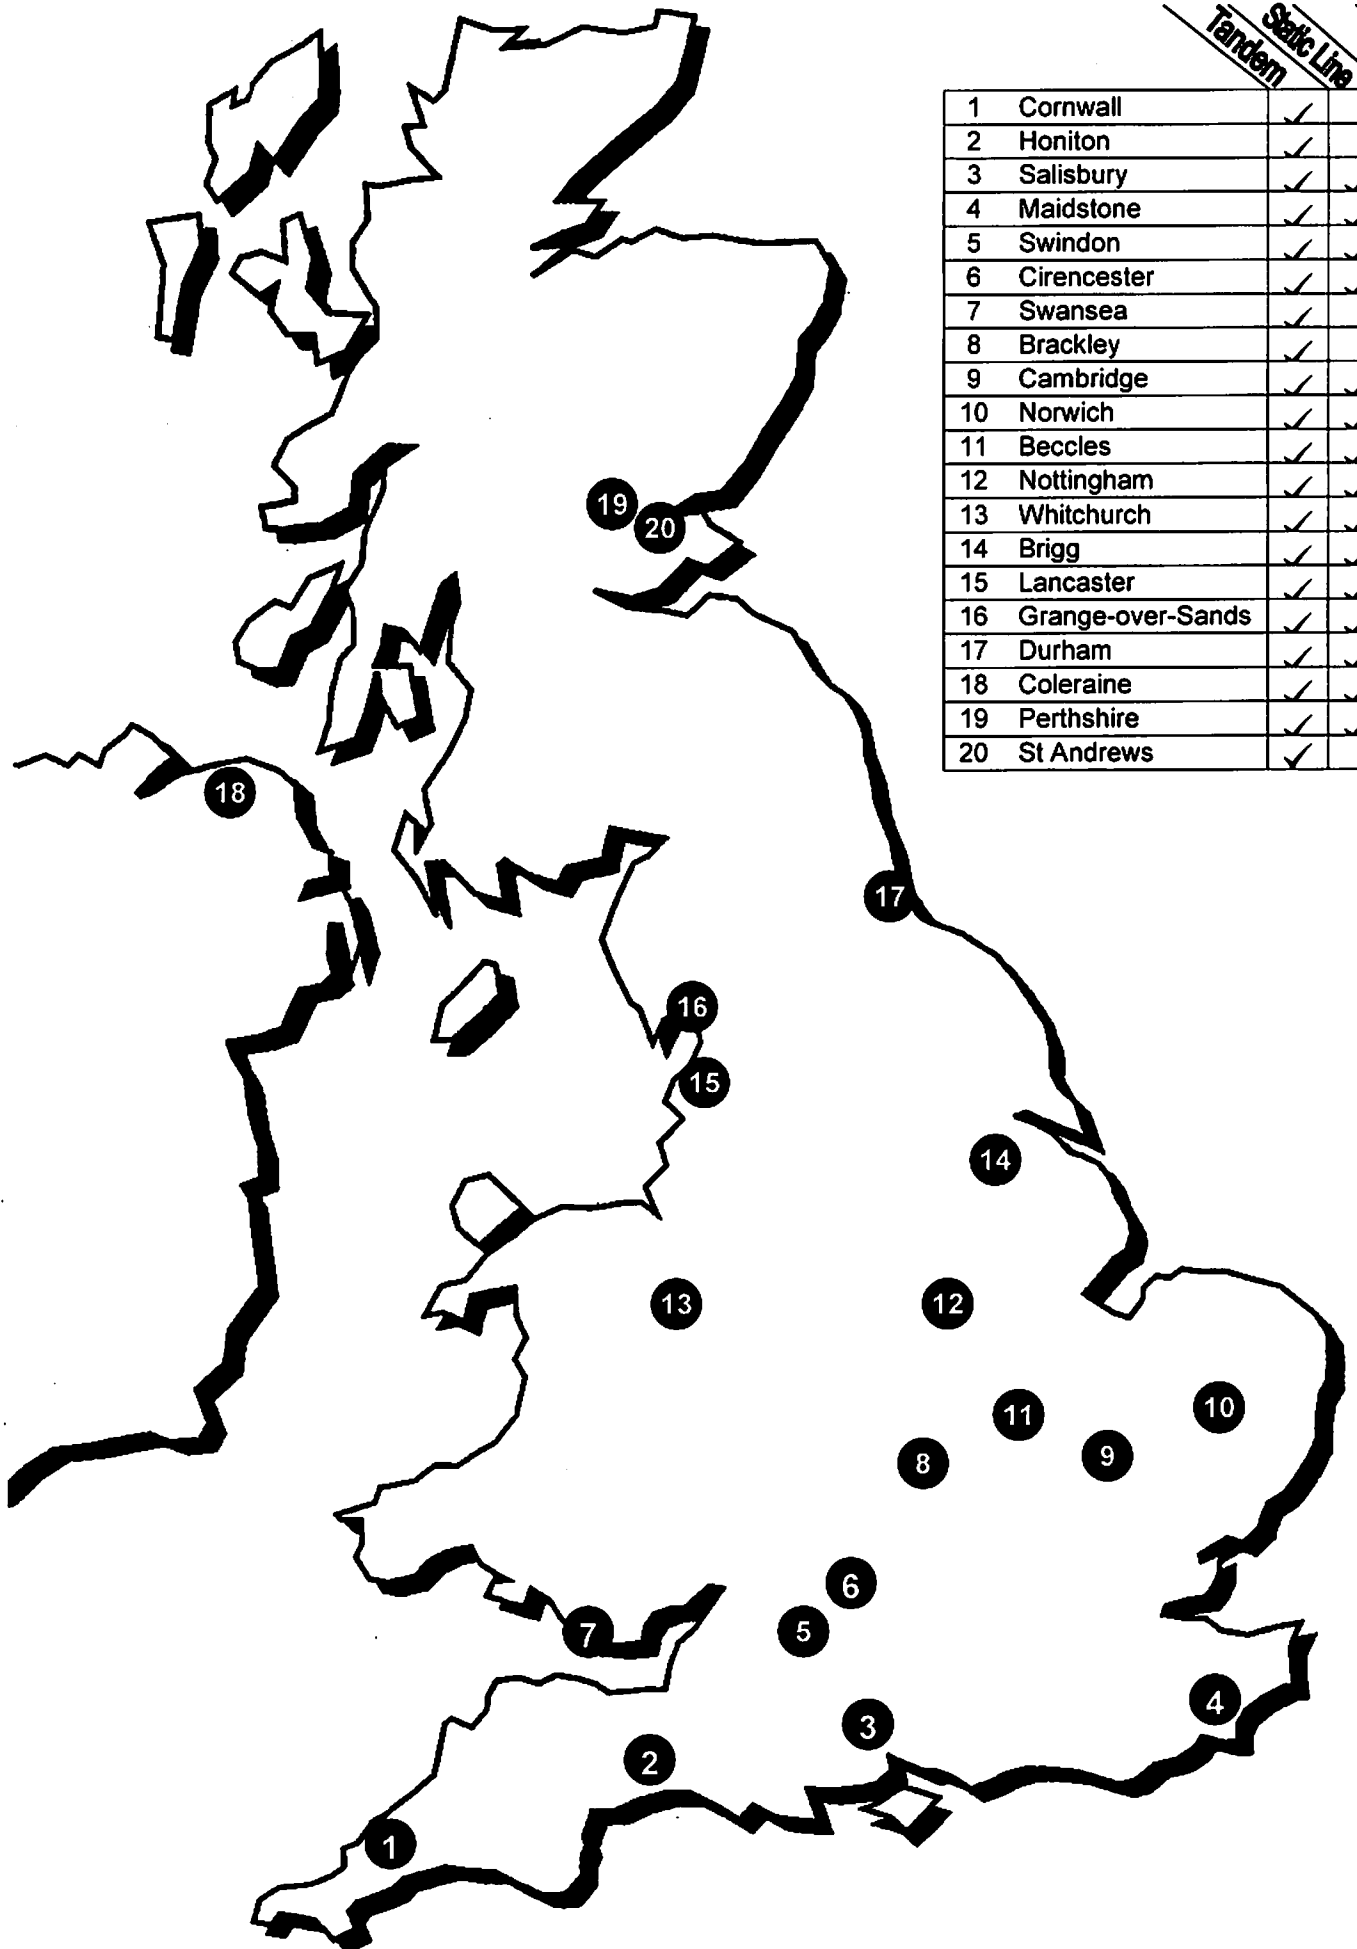 Tandem
Static Line
1 Cornwall ✓
2 Honiton ✓
3 Salisbury ✓
4 Maidstone ✓
5 Swindon ✓
6 Cirencester ✓
7 Swansea ✓
8 Brackley ✓
9 Cambridge ✓
10 Norwich ✓
11 Beccles ✓
12 Nottingham ✓
13 Whitchurch ✓
14 Brigg ✓
15 Lancaster ✓
16 Grange-over-Sands ✓
17 Durham ✓
18 Coleraine ✓
19 Perthshire ✓
20 St Andrews ✓
19
20
18
17
16
15
14
13
12
11
10
9
8
6
7
5
4
3
2
1